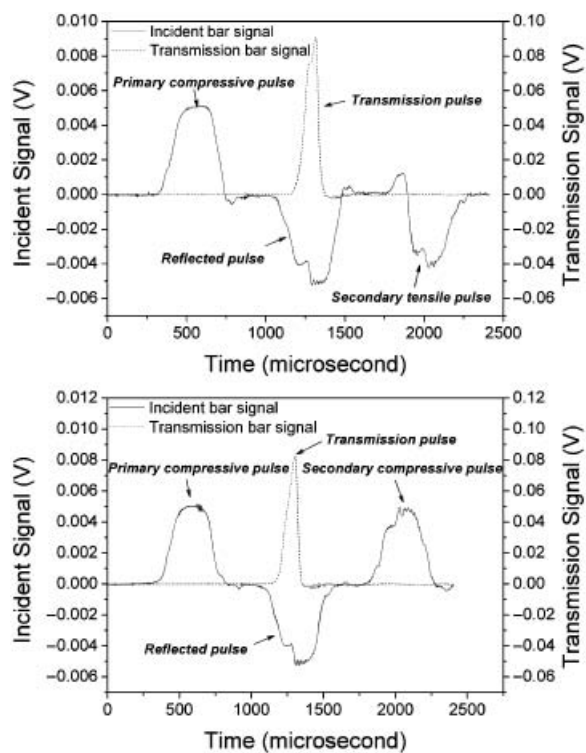 Incident bar signal
Transmission bar signal
Primary compressive pulse
Transmission pulse
Reflected pulse
Secondary tensile pulse
Incident Signal (V)
Transmission Signal (V)
0.010
0.008
0.006
0.004
0.002
0.000
−0.002
−0.004
−0.006
0.10
0.08
0.06
0.04
0.02
0.00
−0.02
−0.04
−0.06
0
500
1000
1500
2000
2500
Time (microsecond)
Incident bar signal
Transmission bar signal
Transmission pulse
Primary compressive pulse
Secondary compressive pulse
Reflected pulse
Incident Signal (V)
Transmission Signal (V)
0.012
0.010
0.008
0.006
0.004
0.002
0.000
−0.002
−0.004
−0.006
0.12
0.10
0.08
0.06
0.04
0.02
0.00
−0.02
−0.04
−0.06
0
500
1000
1500
2000
2500
Time (microsecond)